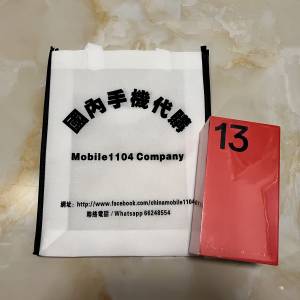 國內手機代購
Mobile1104 Company
網址: http://www.facebook.com/chinamobile1104
聯絡電話 / Whatsapp 66248554
13